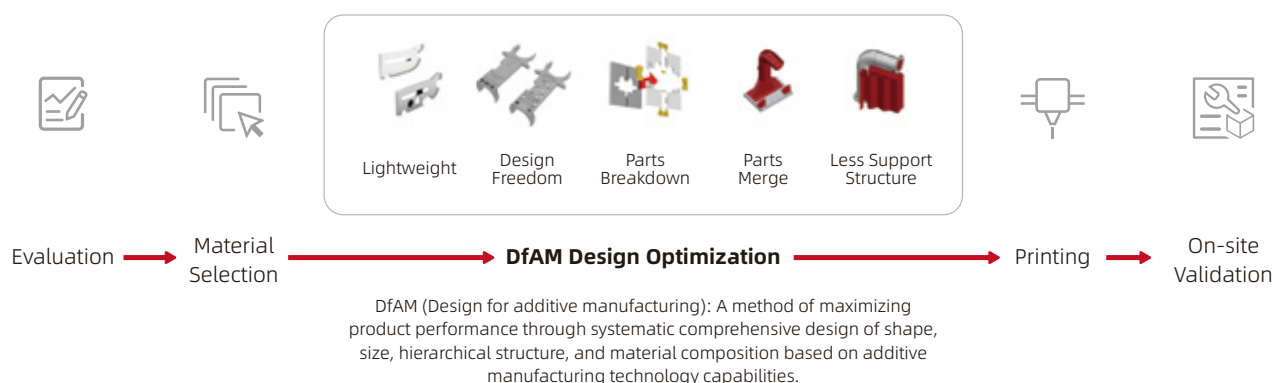 Lightweight
Design
Freedom
Parts
Breakdown
Parts
Merge
Less Support
Structure
Evaluation
Material
Selection
DfAM Design Optimization
Printing
On-site
Validation
DfAM (Design for additive manufacturing): A method of maximizing
product performance through systematic comprehensive design of shape,
size, hierarchical structure, and material composition based on additive
manufacturing technology capabilities.